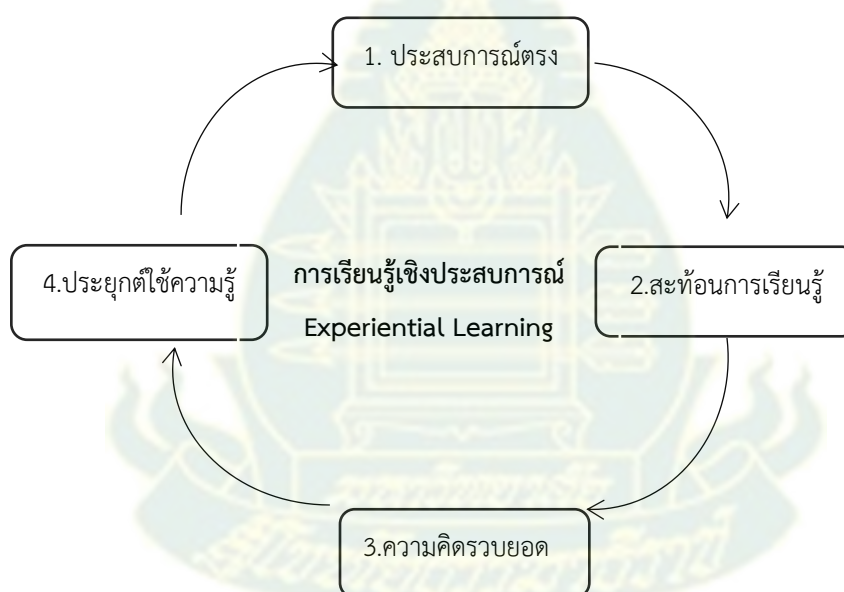 1. ประสบการณ์ตรง
4.ประยุกต์ใช้ความรู้
การเรียนรู้เชิงประสบการณ์
Experiential Learning
2.สะท้อนการเรียนรู้
3.ความคิดรวบยอด